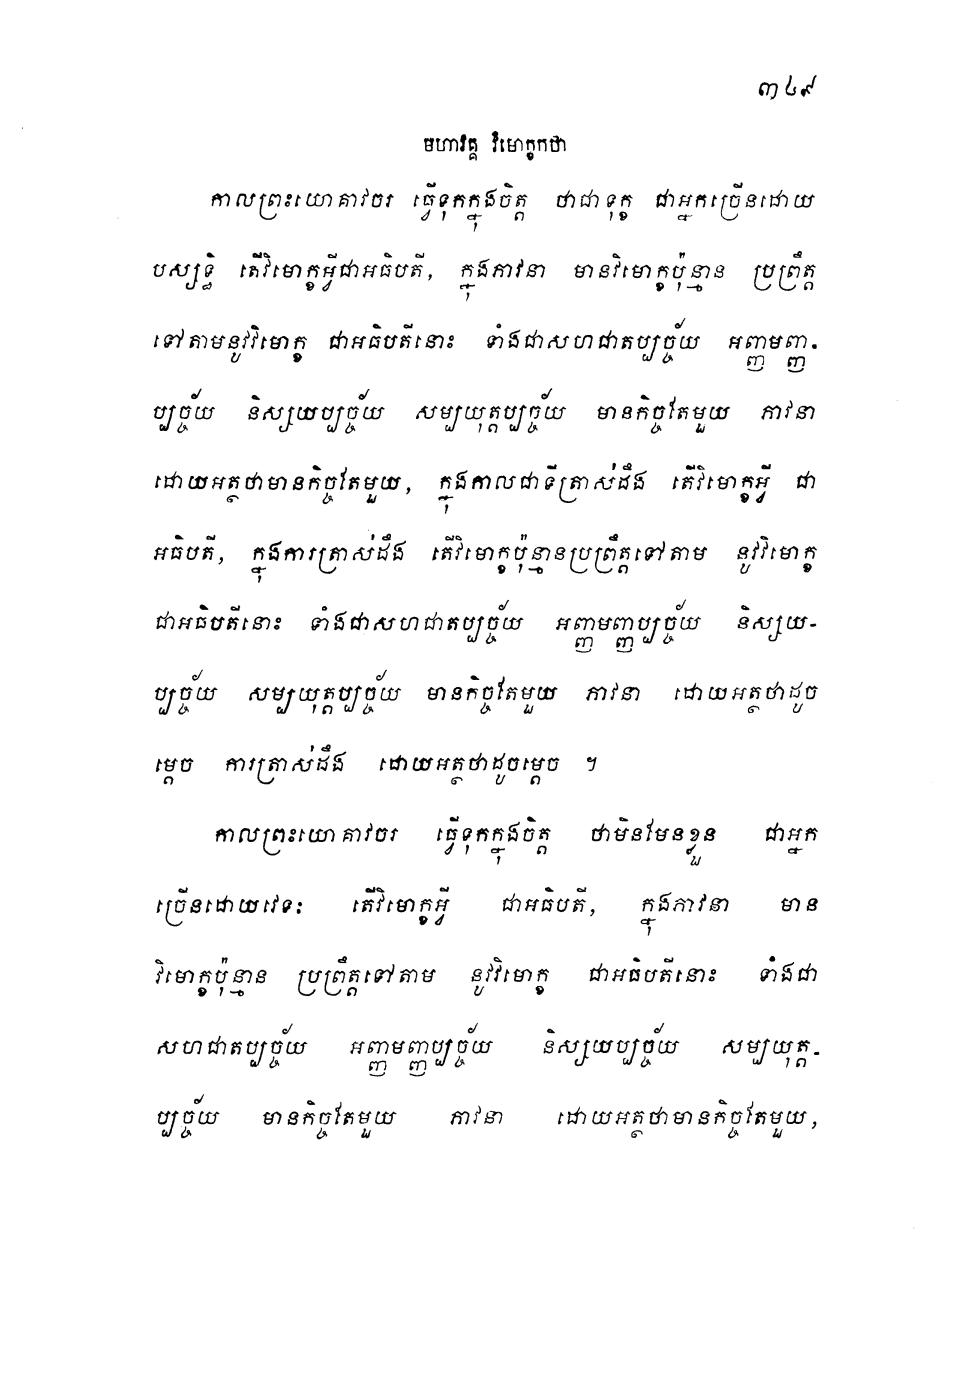 ៣៤៩
មហាវគ្គ វិមោក្ខកថា
កាលព្រះយោគាវចរ ធ្វើទុកក្នុងចិត្ត ថាជាទុក្ខ ជាអ្នកច្រើនដោយ
បស្សទ្ធិ តើវិមោក្ខអ្វីជាអធិបតី, ក្នុងភាវនា មានវិមោក្ខប៉ុន្មាន ប្រព្រឹត្ត
ទៅតាមនូវវិមោក្ខ ជាអធិបតីនោះ ទាំងជាសហជាតប្បច្ច័យ អញ្ញាមញ្ញ-
ប្បច្ច័យ និស្សយប្បច្ច័យ សម្បយុត្តប្បច្ច័យ មានកិច្ចតែមួយ ភាវនា
ដោយអត្ថថាមានកិច្ចតែមួយ, ក្នុងកាលជាទីត្រាស់ដឹង តើវិមោក្ខអ្វី ជា
អធិបតី, ក្នុងការត្រាស់ដឹង តើវិមោក្ខប៉ុន្មានប្រព្រឹត្តទៅតាម នូវវិមោក្ខ
ជាអធិបតីនោះ ទាំងជាសហជាតប្បច្ច័យ អញ្ញាមញ្ញប្បច្ច័យ និស្សយ-
ប្បច្ច័យ សម្បយុត្តប្បច្ច័យ មានកិច្ចតែមួយ ភាវនា ដោយអត្ថថាដូច
ម្តេច ការត្រាស់ដឹង ដោយអត្ថថាដូចម្តេច ។
កាលព្រះយោគាវចរ ធ្វើទុកក្នុងចិត្ត ថាមិនមែនខ្លួន ជាអ្នក
ច្រើនដោយវេទៈ តើវិមោក្ខអ្វី ជាអធិបតី, ក្នុងភាវនា មាន
វិមោក្ខប៉ុន្មាន ប្រព្រឹត្តទៅតាម នូវវិមោក្ខ ជាអធិបតីនោះ ទាំងជា
សហជាតប្បច្ច័យ អញ្ញាមញ្ញប្បច្ច័យ និស្សយប្បច្ច័យ សម្បយុត្ត-
ប្បច្ច័យ មានកិច្ចតែមួយ ភាវនា ដោយអត្ថថាមានកិច្ចតែមួយ,